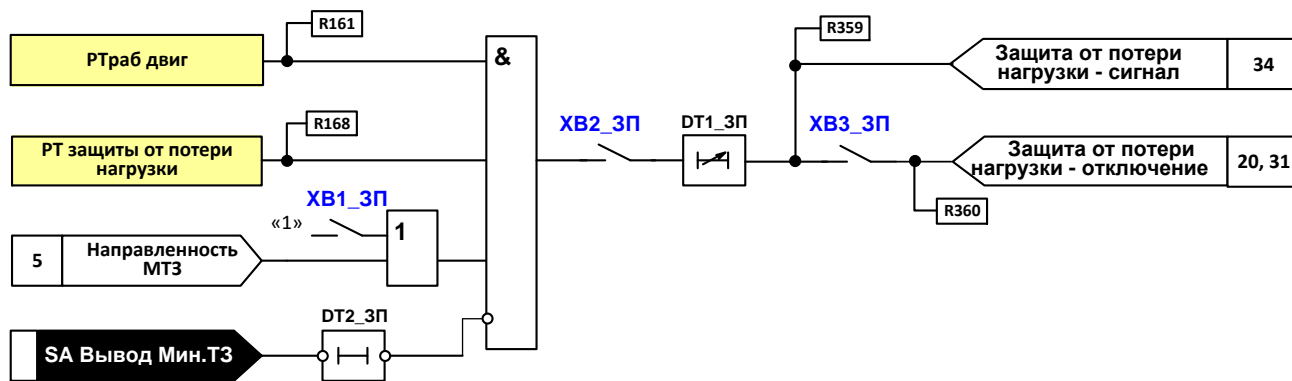 R161
РТраб двиг
&
R359
Защита от потери
нагрузки - сигнал
34
R168
РТ защиты от потери
нагрузки
XB2_ЗП
DT1_ЗП
XB3_ЗП
Защита от потери
нагрузки - отключение
20, 31
XB1_ЗП
«1»
1
R360
5
Направленность
МТЗ
DT2_ЗП
SA Вывод Мин.ТЗ